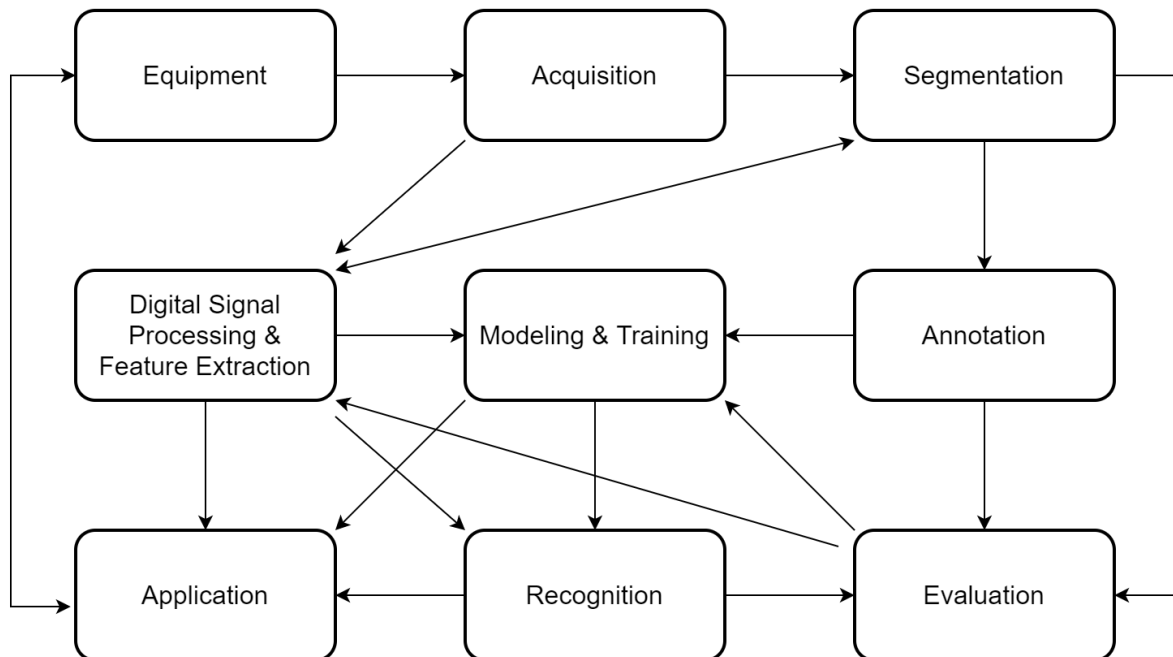 Equipment
Acquisition
Segmentation
Digital Signal
Processing &
Feature Extraction
Modeling & Training
Annotation
Application
Recognition
Evaluation